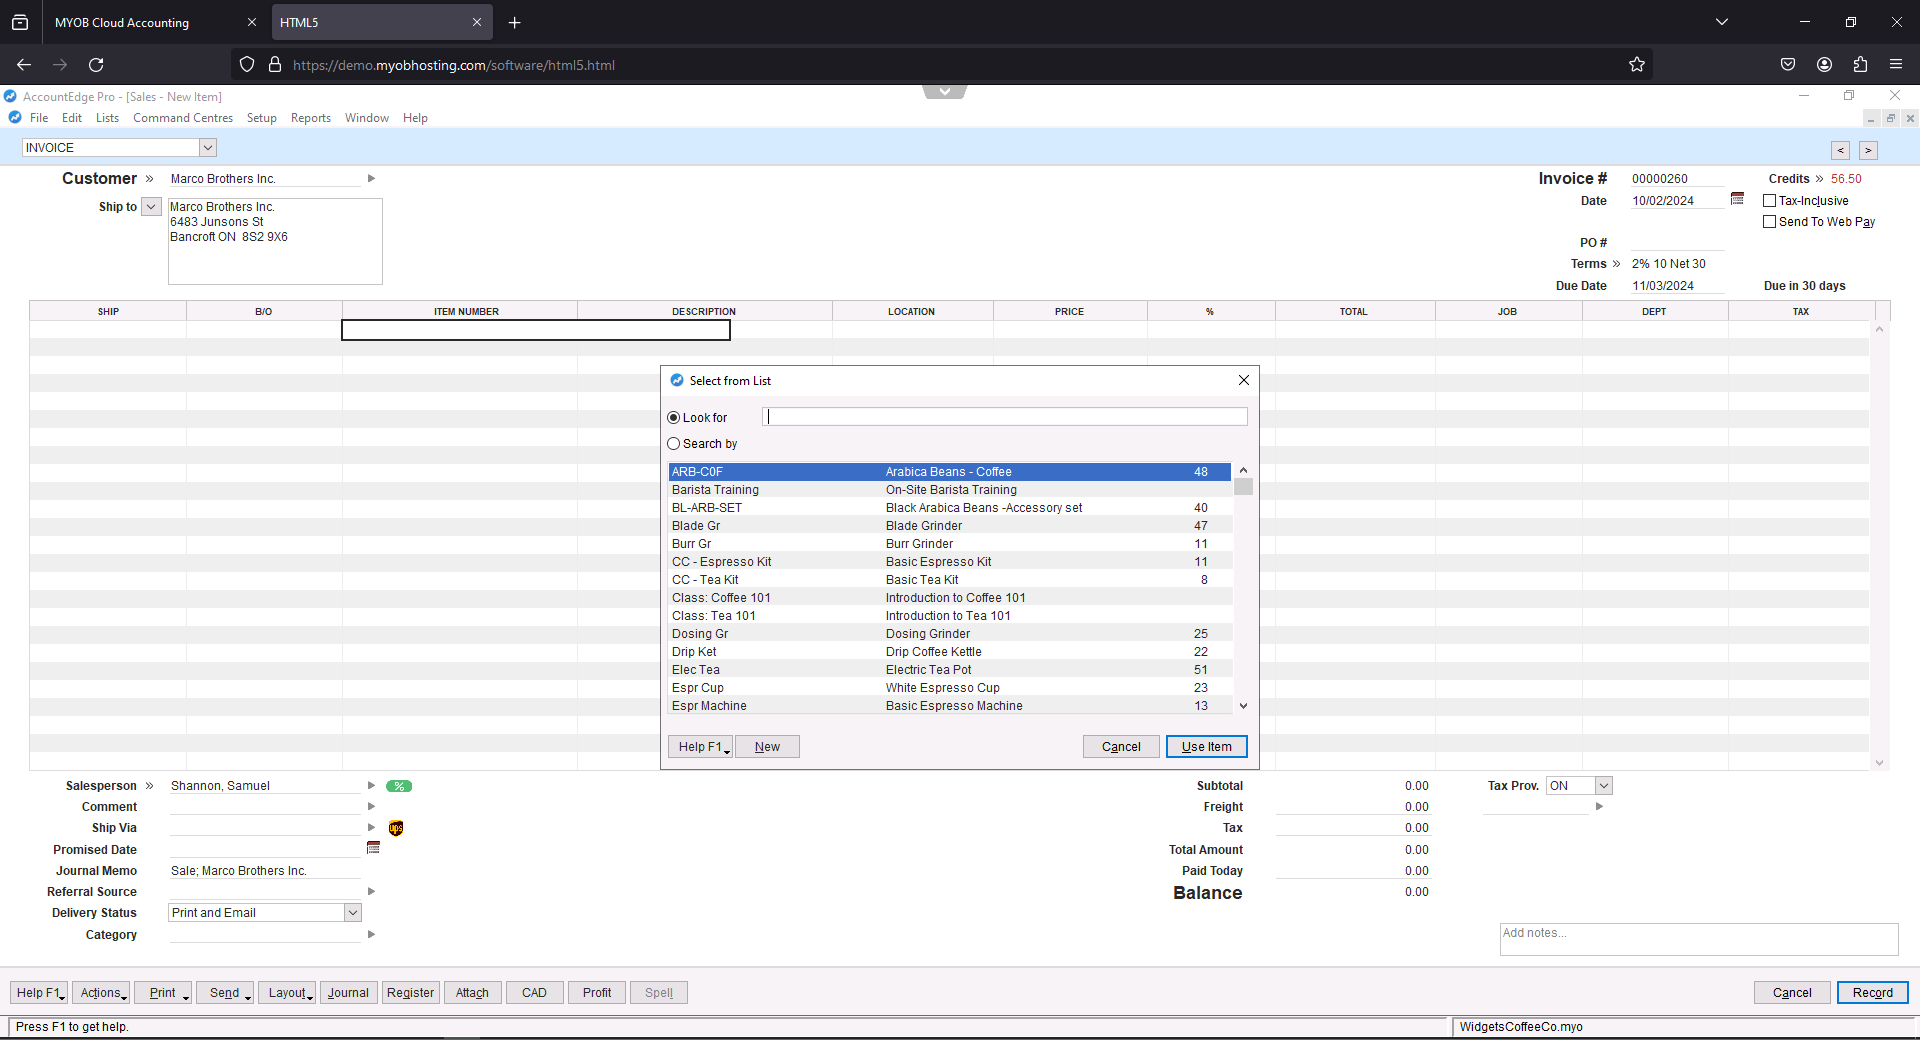 MYOB Cloud Accounting
HTML5
https://demo.myobhosting.com/software/html5.html
AccountEdge Pro - [Sales - New Item]
File Edit Lists Command Centres Setup Reports Window Help
INVOICE
< >
Customer » Marco Brothers Inc.
Invoice # 00000260 Credits » 56.50
Ship to
Marco Brothers Inc.
6483 Junsons St
Bancroft ON 8S2 9X6
Date 10/02/2024 Tax-Inclusive
Send To Web Pay
PO #
Terms » 2% 10 Net 30
Due Date 11/03/2024 Due in 30 days
SHIP B/O ITEM NUMBER DESCRIPTION LOCATION PRICE % TOTAL JOB DEPT TAX
Select from List
Look for
Search by
ARB-C0F Arabica Beans - Coffee 48
Barista Training On-Site Barista Training
BL-ARB-SET Black Arabica Beans -Accessory set 40
Blade Gr Blade Grinder 47
Burr Gr Burr Grinder 11
CC - Espresso Kit Basic Espresso Kit 11
CC - Tea Kit Basic Tea Kit 8
Class: Coffee 101 Introduction to Coffee 101
Class: Tea 101 Introduction to Tea 101
Dosing Gr Dosing Grinder 25
Drip Ket Drip Coffee Kettle 22
Elec Tea Electric Tea Pot 51
Espr Cup White Espresso Cup 23
Espr Machine Basic Espresso Machine 13
Help F1 New Cancel Use Item
Salesperson » Shannon, Samuel %
Comment
Ship Via ups
Promised Date
Journal Memo Sale; Marco Brothers Inc.
Referral Source
Delivery Status Print and Email
Category
Subtotal 0.00
Freight 0.00
Tax 0.00
Total Amount 0.00
Paid Today 0.00
Balance 0.00
Tax Prov. ON
Add notes...
Help F1 Actions Print Send Layout Journal Register Attach CAD Profit Spell Cancel Record
Press F1 to get help. WidgetsCoffeeCo.myo